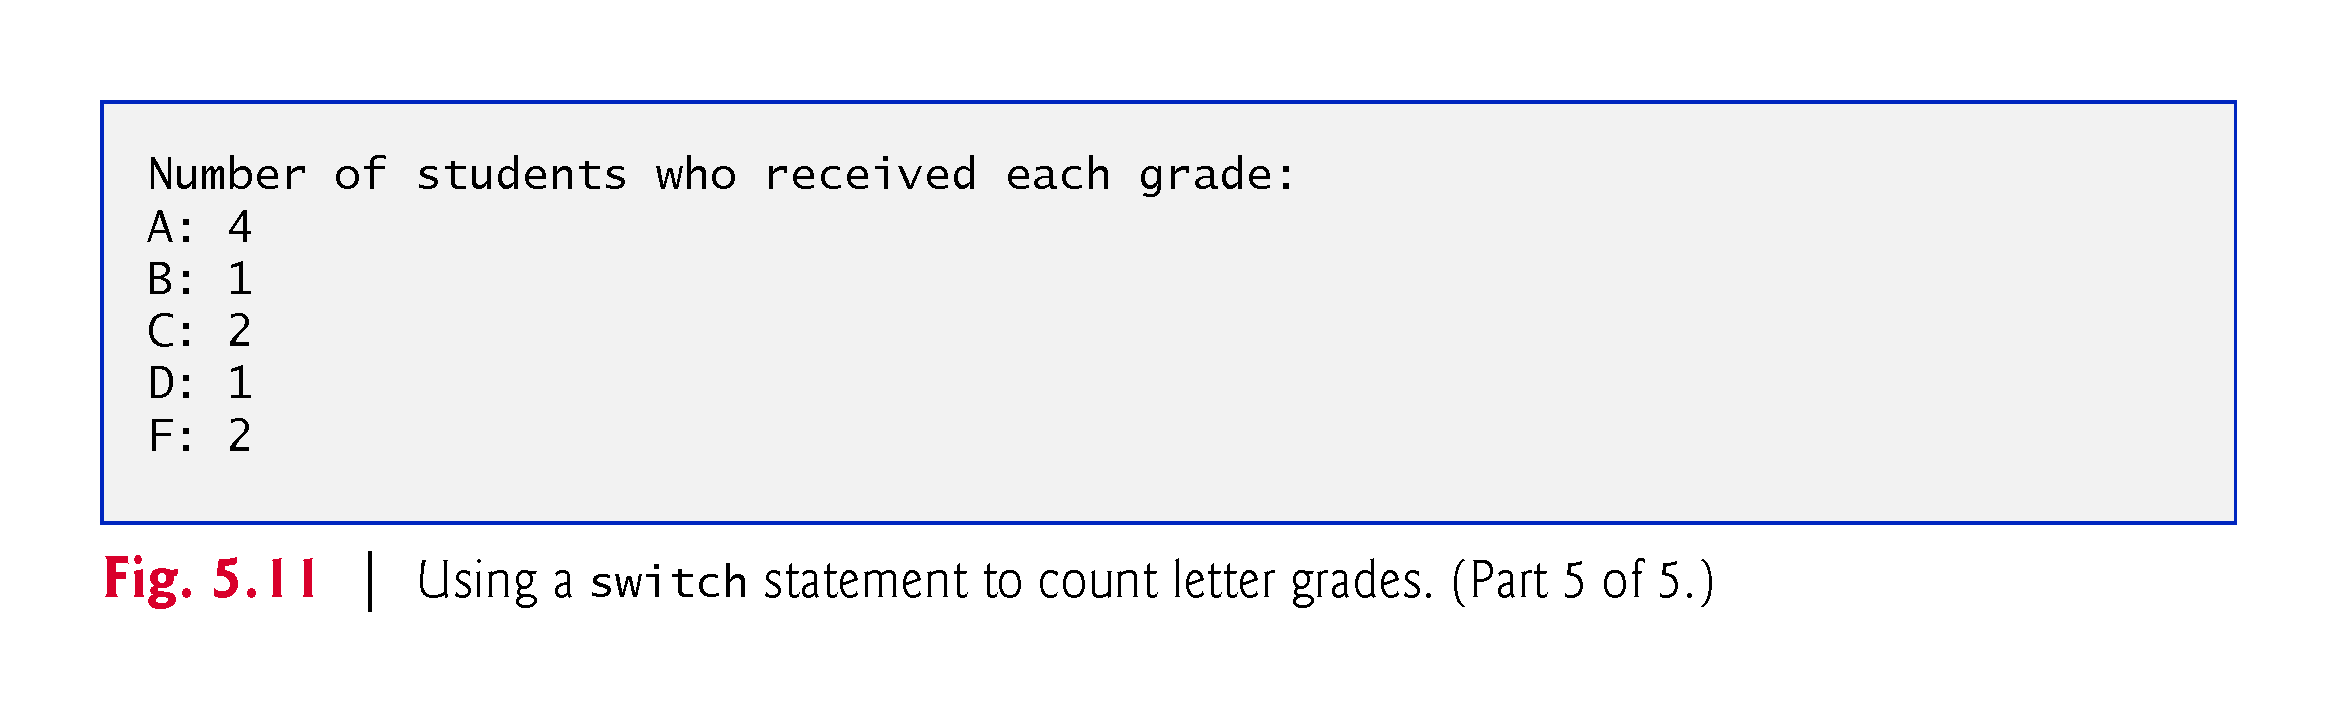 Number of students who received each grade:
A: 4
B: 1
C: 2
D: 1
F: 2
Fig. 5.11 | Using a switch statement to count letter grades. (Part 5 of 5.)